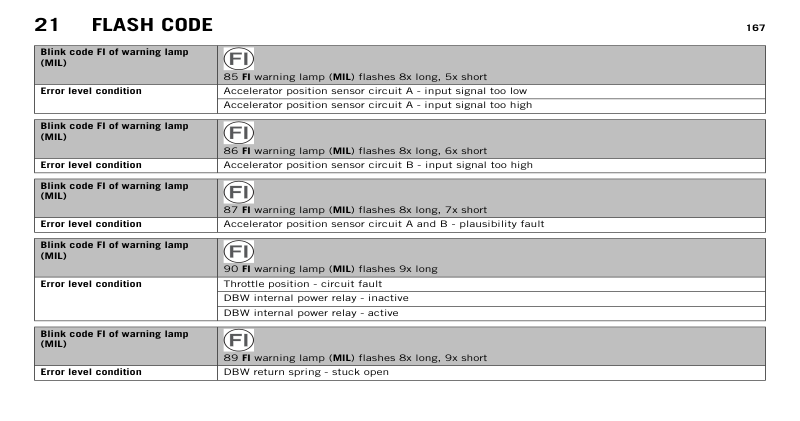 21 FLASH CODE 167
Blink code FI of warning lamp
(MIL)
FI
85 FI warning lamp (MIL) flashes 8x long, 5x short
Error level condition
Accelerator position sensor circuit A - input signal too low
Accelerator position sensor circuit A - input signal too high
Blink code FI of warning lamp
(MIL)
FI
86 FI warning lamp (MIL) flashes 8x long, 6x short
Error level condition
Accelerator position sensor circuit B - input signal too high
Blink code FI of warning lamp
(MIL)
FI
87 FI warning lamp (MIL) flashes 8x long, 7x short
Error level condition
Accelerator position sensor circuit A and B - plausibility fault
Blink code FI of warning lamp
(MIL)
FI
90 FI warning lamp (MIL) flashes 9x long
Error level condition
Throttle position - circuit fault
DBW internal power relay - inactive
DBW internal power relay - active
Blink code FI of warning lamp
(MIL)
FI
89 FI warning lamp (MIL) flashes 8x long, 9x short
Error level condition
DBW return spring - stuck open